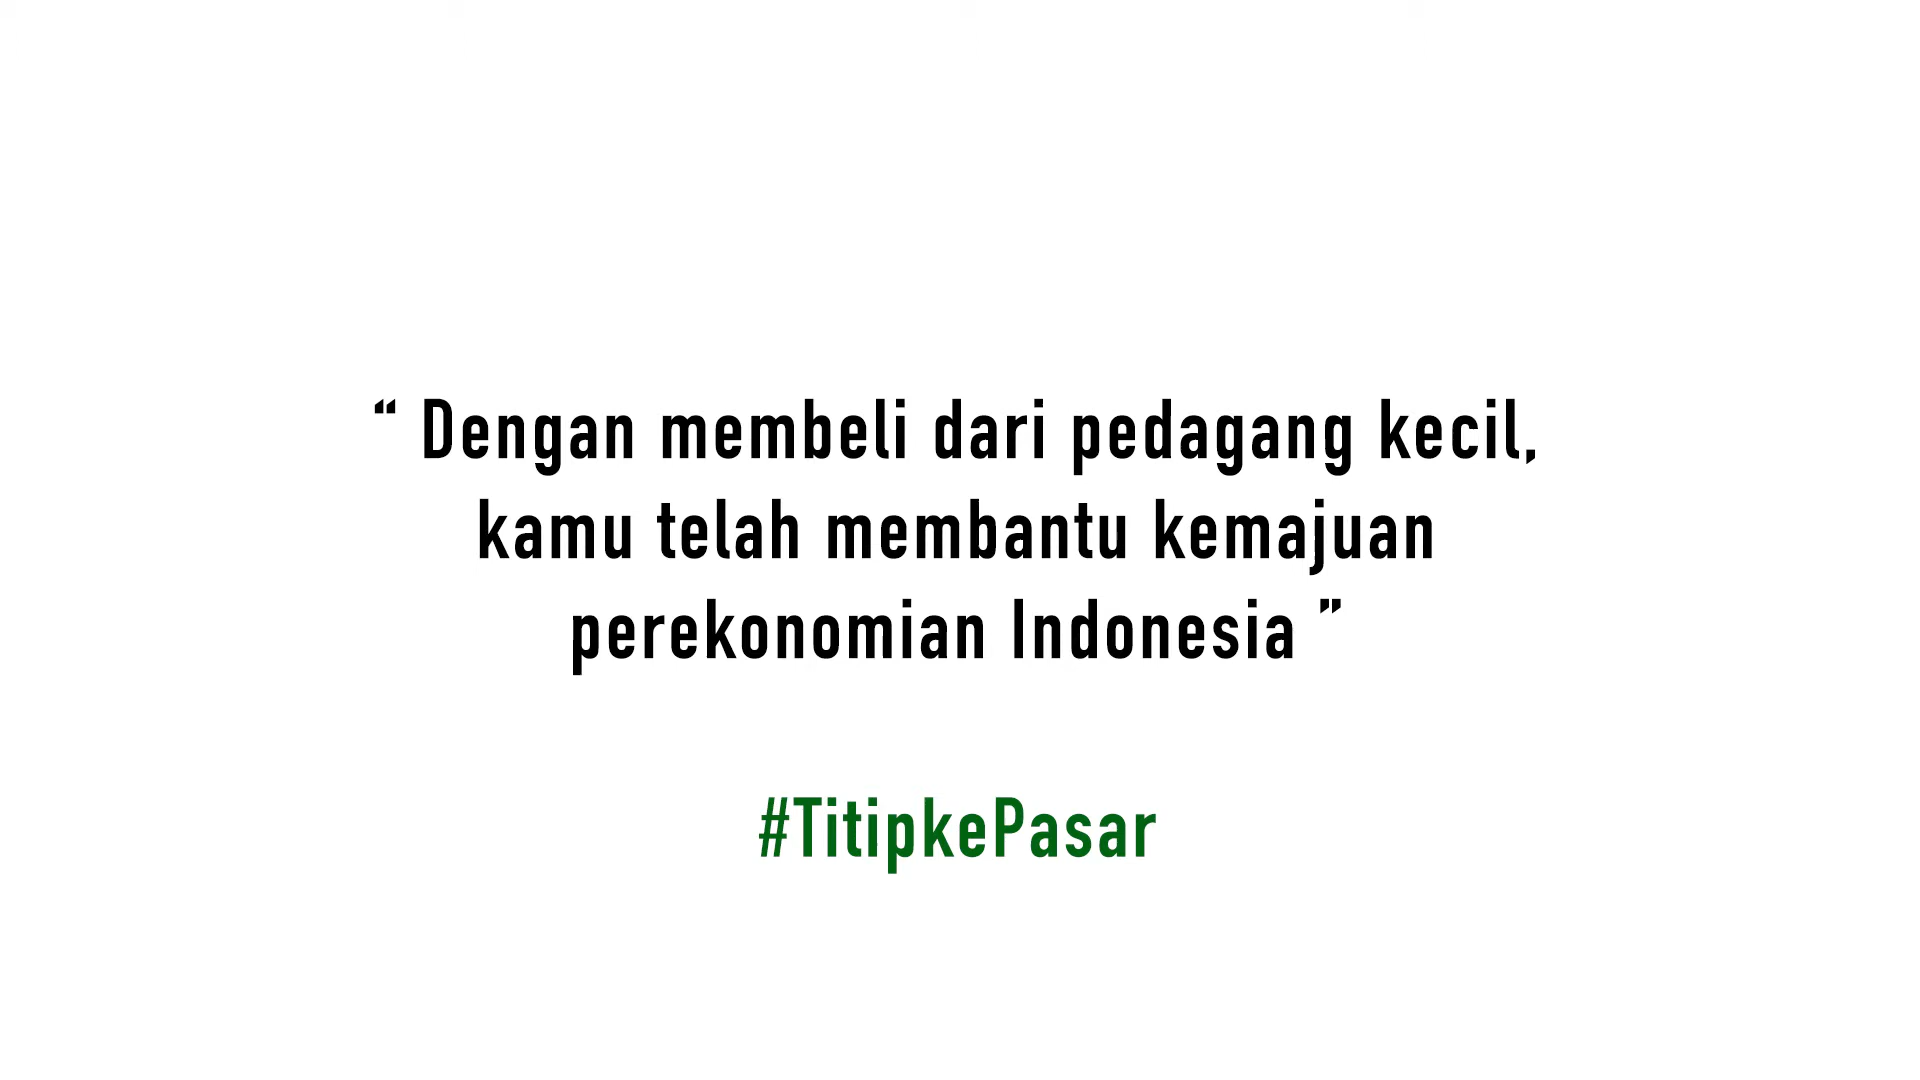 “ Dengan membeli dari pedagang kecil,
kamu telah membantu kemajuan
perekonomian Indonesia ”
#TitipkePasar